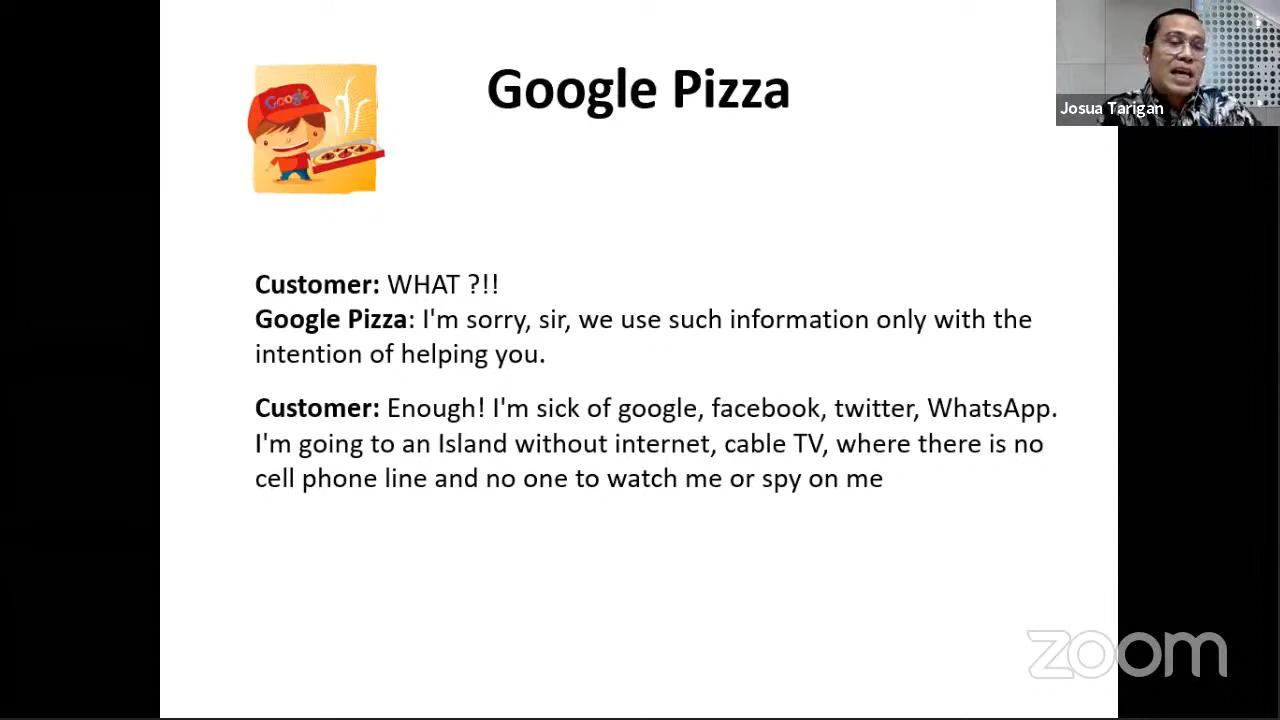 Google
Google Pizza
Josua Tarigan
Customer: WHAT ?!!
Google Pizza: I'm sorry, sir, we use such information only with the
intention of helping you.
Customer: Enough! I'm sick of google, facebook, twitter, WhatsApp.
I'm going to an Island without internet, cable TV, where there is no
cell phone line and no one to watch me or spy on me
zoom